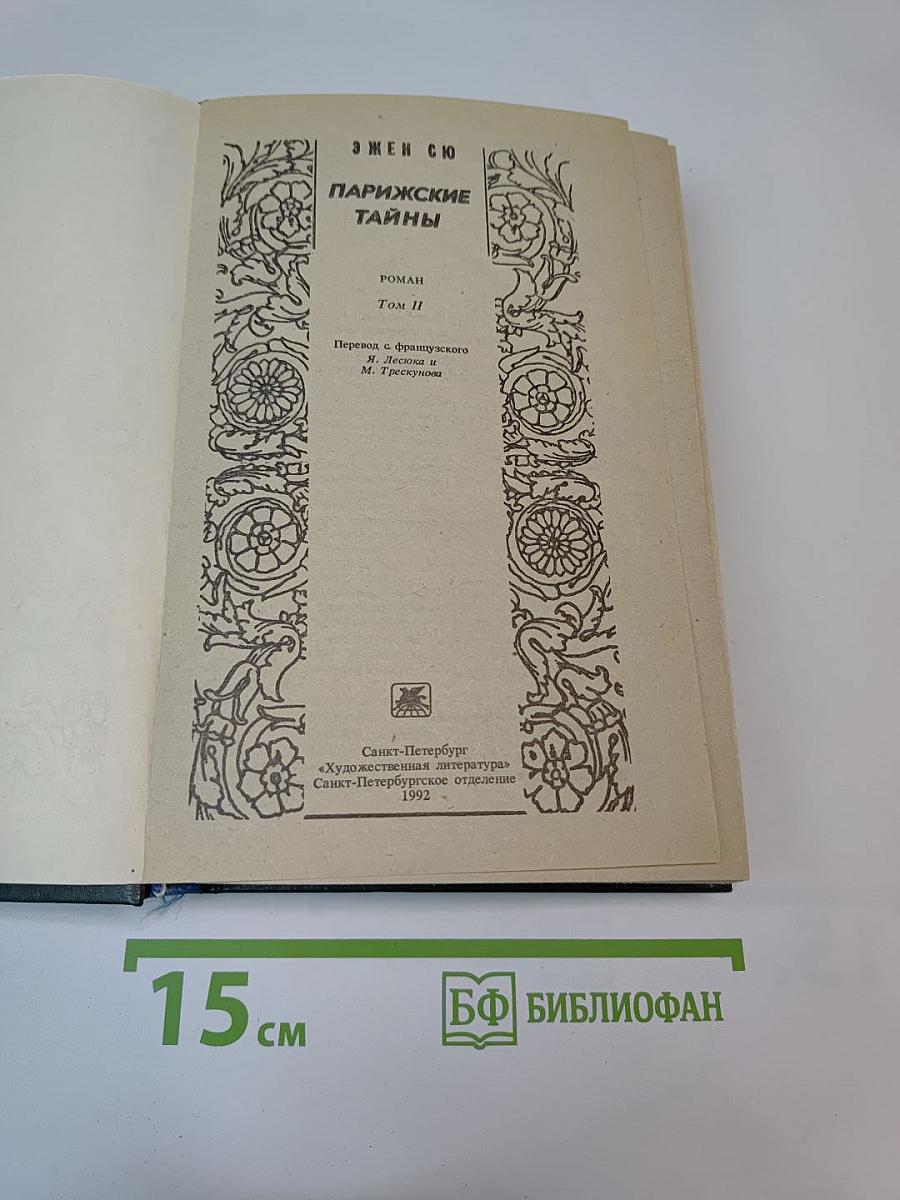 ЭЖЕН СЮ
ПАРИЖСКИЕ
ТАЙНЫ
РОМАН
Том II
Перевод с французского
Я. Лесюка и
М. Трескунова
Санкт-Петербург
«Художественная литература»
Санкт-Петербургское отделение
1992
15 см
БФ БИБЛИОФАН